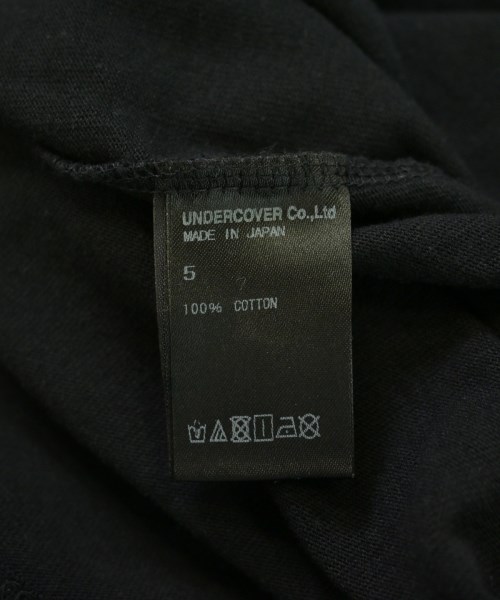 UNDERCOVER Co.,Ltd
MADE IN JAPAN
5
100% COTTON